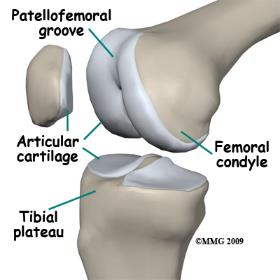 Patellofemoral
groove
Articular
cartilage
Femoral
condyle
Tibial
plateau
©MMG 2009